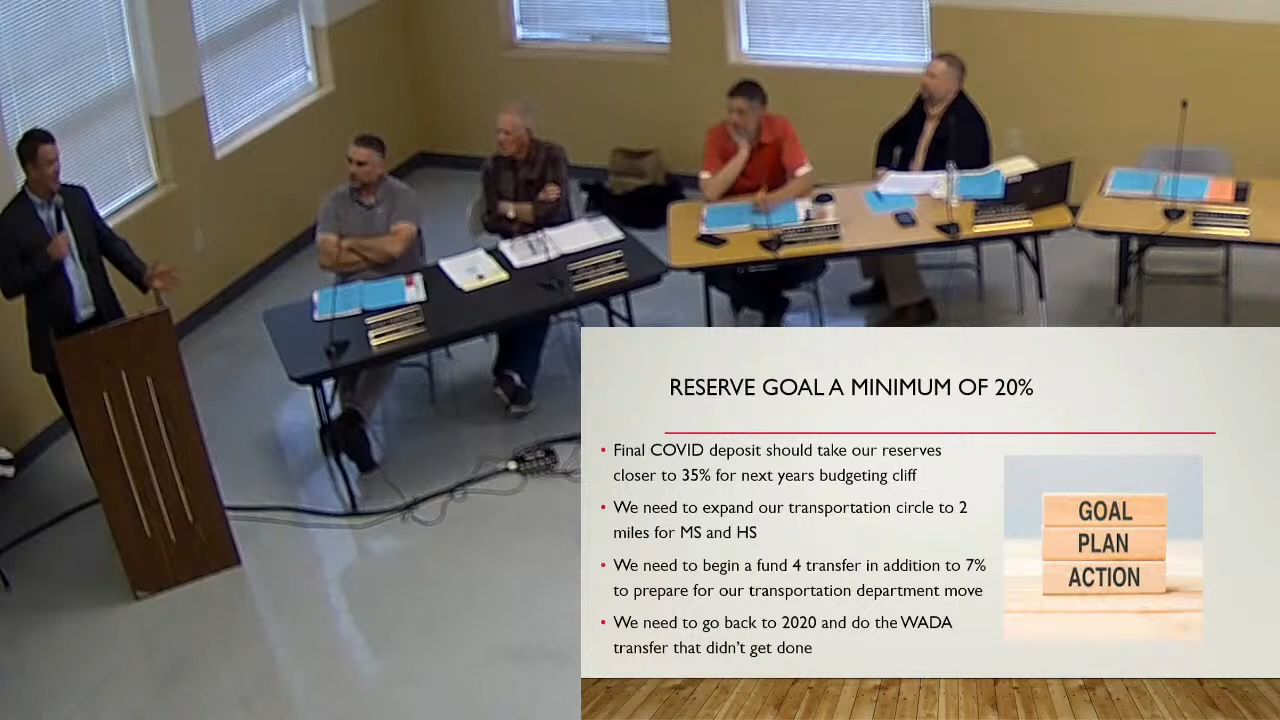 RESERVE GOAL A MINIMUM OF 20%
• Final COVID deposit should take our reserves
closer to 35% for next years budgeting cliff
• We need to expand our transportation circle to 2
miles for MS and HS
• We need to begin a fund 4 transfer in addition to 7%
to prepare for our transportation department move
• We need to go back to 2020 and do the WADA
transfer that didn't get done
GOAL
PLAN
ACTION